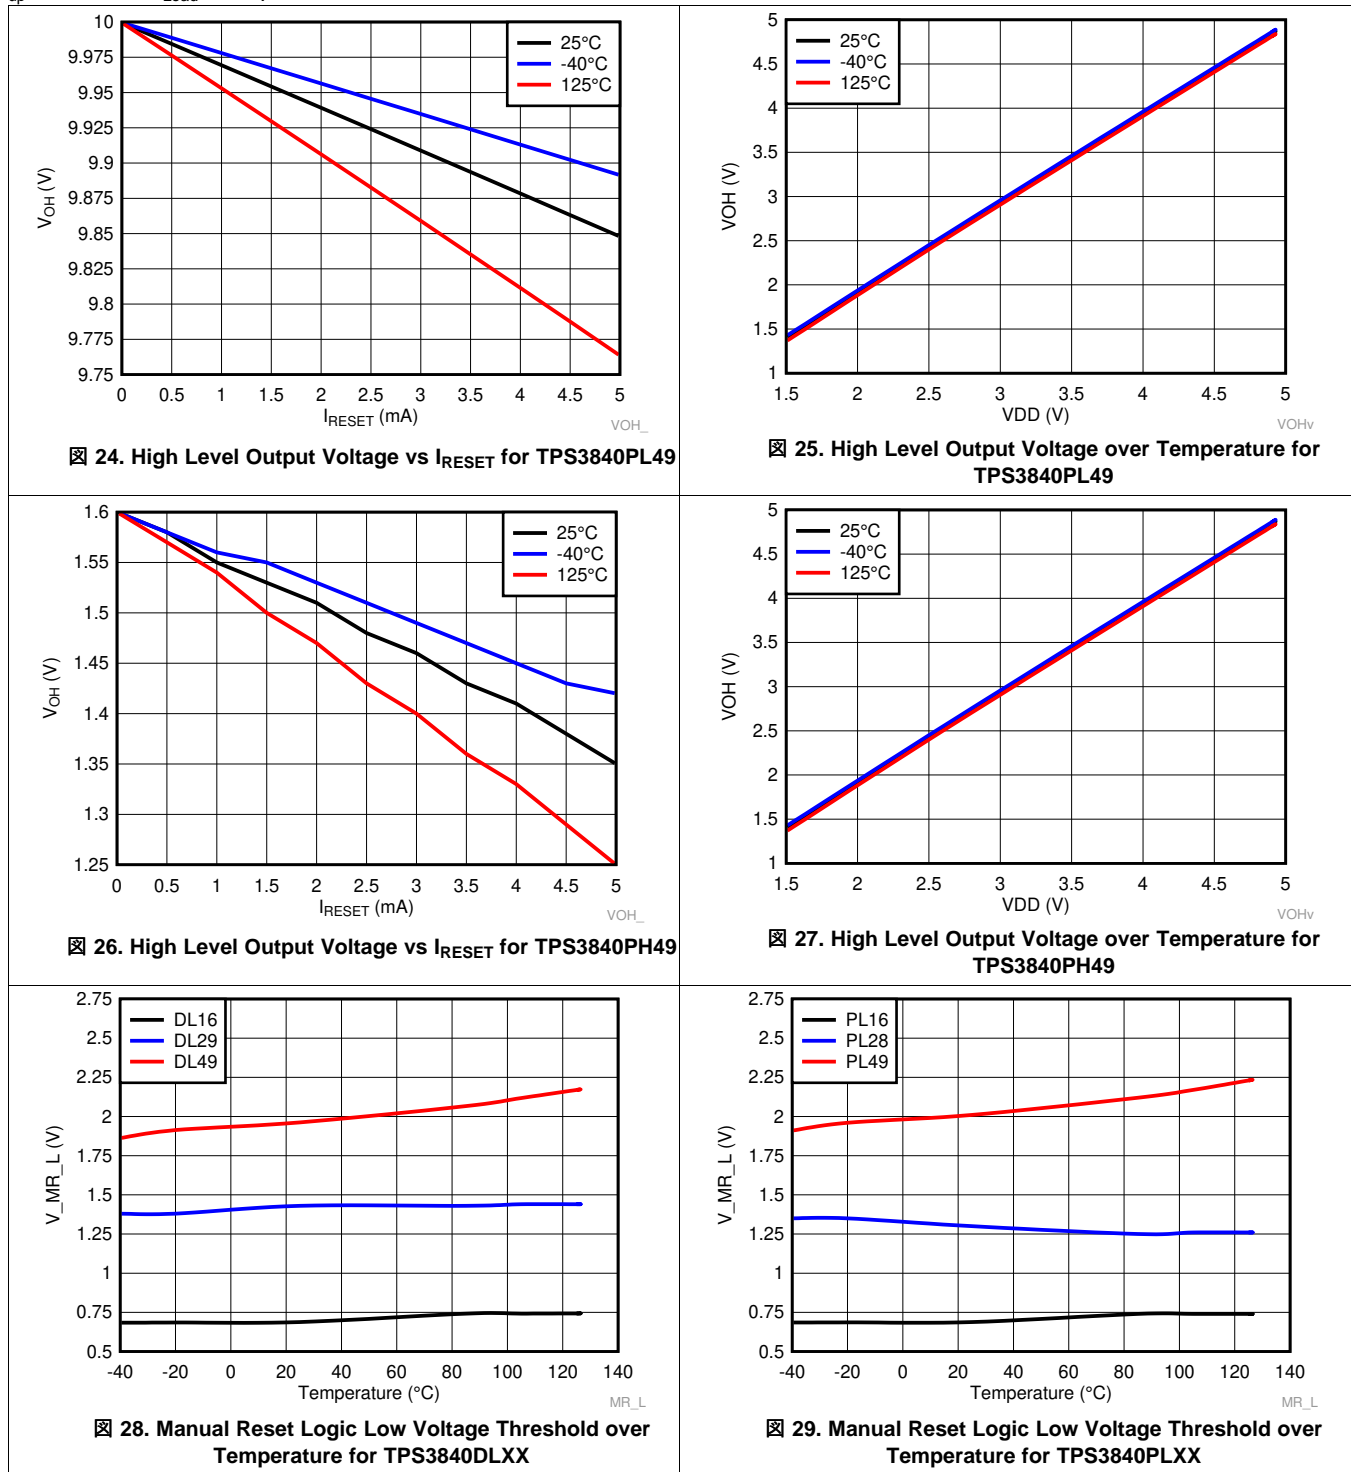 10
9.975
9.95
9.925
9.9
9.875
9.85
9.825
9.8
9.775
9.75
0 0.5 1 1.5 2 2.5 3 3.5 4 4.5 5
VOH (V)
IRESET (mA)
25°C
-40°C
125°C
VOH_
図 24. High Level Output Voltage vs IRESET for TPS3840PL49
5
4.5
4
3.5
3
2.5
2
1.5
1
1.5 2 2.5 3 3.5 4 4.5 5
VOH (V)
VDD (V)
25°C
-40°C
125°C
VOHv
図 25. High Level Output Voltage over Temperature for
TPS3840PL49
1.6
1.55
1.5
1.45
1.4
1.35
1.3
1.25
0 0.5 1 1.5 2 2.5 3 3.5 4 4.5 5
VOH (V)
IRESET (mA)
25°C
-40°C
125°C
VOH_
図 26. High Level Output Voltage vs IRESET for TPS3840PH49
5
4.5
4
3.5
3
2.5
2
1.5
1
1.5 2 2.5 3 3.5 4 4.5 5
VOH (V)
VDD (V)
25°C
-40°C
125°C
VOHv
図 27. High Level Output Voltage over Temperature for
TPS3840PH49
2.75
2.5
2.25
2
1.75
1.5
1.25
1
0.75
0.5
-40 -20 0 20 40 60 80 100 120 140
V_MR_L (V)
Temperature (°C)
DL16
DL29
DL49
MR_L
図 28. Manual Reset Logic Low Voltage Threshold over
Temperature for TPS3840DLXX
2.75
2.5
2.25
2
1.75
1.5
1.25
1
0.75
0.5
-40 -20 0 20 40 60 80 100 120 140
V_MR_L (V)
Temperature (°C)
PL16
PL28
PL49
MR_L
図 29. Manual Reset Logic Low Voltage Threshold over
Temperature for TPS3840PLXX